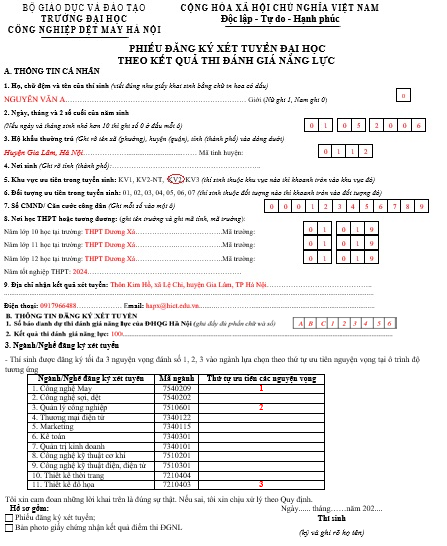 BỘ GIÁO DỤC VÀ ĐÀO TẠO
TRƯỜNG ĐẠI HỌC
CÔNG NGHIỆP DỆT MAY HÀ NỘI
CỘNG HÒA XÃ HỘI CHỦ NGHĨA VIỆT NAM
Độc lập - Tự do - Hạnh phúc
PHIẾU ĐĂNG KÝ XÉT TUYỂN ĐẠI HỌC
THEO KẾT QUẢ THI ĐÁNH GIÁ NĂNG LỰC
A. THÔNG TIN CÁ NHÂN
1. Họ, chữ đệm và tên của thí sinh (viết đúng như giấy khai sinh bằng chữ in hoa có dấu)
NGUYỄN VĂN A............ Giới (Nữ ghi 1, Nam ghi 0) 0
2. Ngày, tháng và 2 số cuối của năm sinh
(Nếu ngày và tháng sinh nhỏ hơn 10 thì ghi số 0 ở đầu mỗi ô) 0 1 0 5 2 0 0 6
3. Hộ khẩu thường trú (Ghi rõ tên xã (phường), huyện (quận), tỉnh (thành phố) vào dòng dưới)
Huyện Gia Lâm, Hà Nội............ Mã tỉnh huyện: 0 1 1 2
4. Nơi sinh (Ghi rõ tỉnh (thành phố)............
5. Khu vực ưu tiên trong tuyển sinh: KV1, KV2-NT, KV2, KV3 (thí sinh thuộc khu vực nào thì khoanh tròn vào khu vực đó)
6. Đối tượng ưu tiên trong tuyển sinh: 01, 02, 03, 04, 05, 06, 07 (thí sinh thuộc đối tượng nào thì khoanh tròn vào đối tượng đó)
7. Số CMND/ Căn cước công dân (Ghi mỗi số vào một ô) 0 0 0 1 2 3 4 5 6 7 8 9
8. Nơi học THPT hoặc tương đương: (ghi tên trường và ghi mã tỉnh, mã trường):
Năm lớp 10 học tại trường: THPT Dương Xá............Mã trường: 0 1 0 1 9
Năm lớp 11 học tại trường: THPT Dương Xá............Mã trường: 0 1 0 1 9
Năm lớp 12 học tại trường: THPT Dương Xá............Mã trường: 0 1 0 1 9
Năm tốt nghiệp THPT: 2024............
9. Địa chỉ nhận kết quả xét tuyển: Thôn Kim Hồ, xã Lệ Chi, huyện Gia Lâm, TP Hà Nội............
Điện thoại: 0917966488............ Email: hapx@hict.edu.vn............
B. THÔNG TIN ĐĂNG KÝ XÉT TUYỂN
1. Số báo danh dự thi đánh giá năng lực của ĐHQG Hà Nội (ghi đầy đủ phần chữ và số) A B C 1 2 3 4 5 6
2. Kết quả thi đánh giá năng lực: 100đ............
3. Ngành/Nghề đăng ký xét tuyển
- Thí sinh được đăng ký tối đa 3 nguyện vọng đánh số 1, 2, 3 vào ngành lựa chọn theo thứ tự ưu tiên nguyện vọng tại ô trình độ
tương ứng
Ngành/Nghề đăng ký xét tuyển Mã ngành Thứ tự ưu tiên các nguyện vọng
1. Công nghệ May 7540209 1
2. Công nghệ sợi, dệt 7540202
3. Quản lý công nghiệp 7510601 2
4. Thương mại điện tử 7340122
5. Marketing 7340115
6. Kế toán 7340301
7. Quản trị kinh doanh 7340101
8. Công nghệ kỹ thuật cơ khí 7510201
9. Công nghệ kỹ thuật điện, điện tử 7510301
10. Thiết kế thời trang 7210404
11. Thiết kế đồ họa 7210403 3
Tôi xin cam đoan những lời khai trên là đúng sự thật. Nếu sai, tôi xin chịu xử lý theo Quy định.
Hồ sơ gồm:
Phiếu đăng ký xét tuyển;
Bản photo giấy chứng nhận kết quả điểm thi ĐGNL
Ngày...... tháng......năm 202....
Thí sinh
(ký và ghi rõ họ tên)